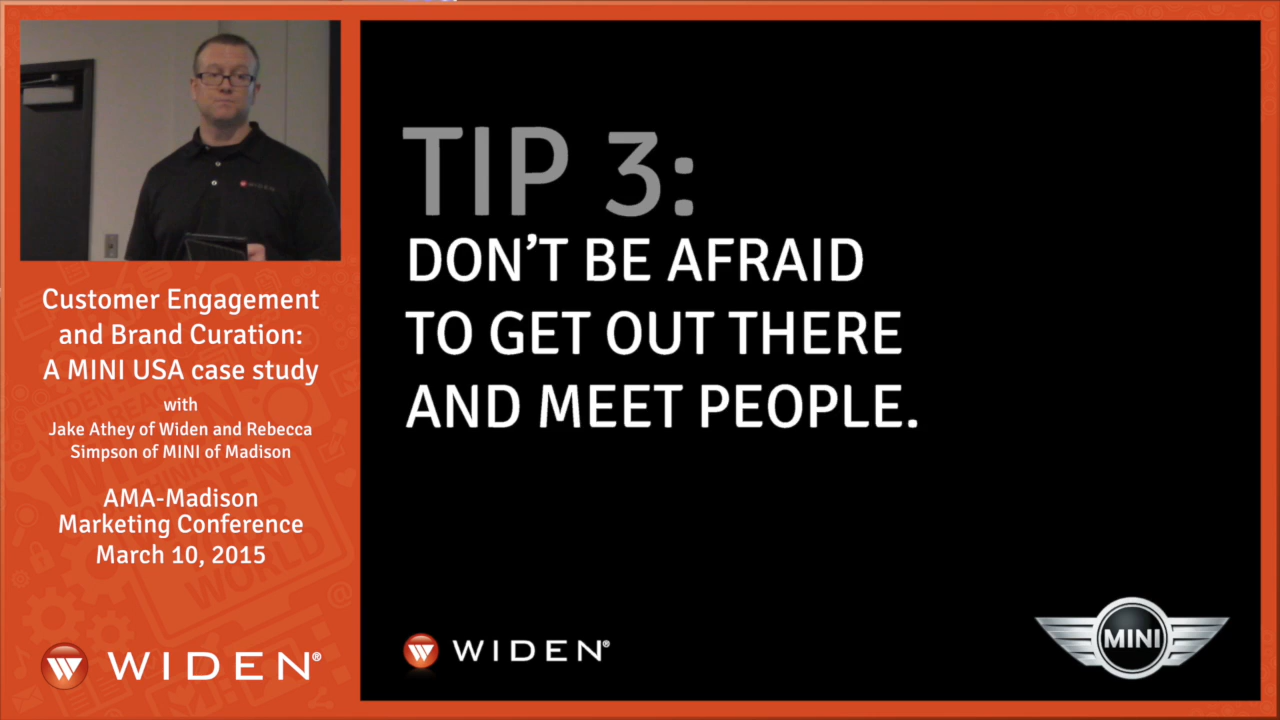 WIDEN
Customer Engagement
and Brand Curation:
A MINI USA case study
with
Jake Athey of Widen and Rebecca
Simpson of MINI of Madison
AMA-Madison
Marketing Conference
March 10, 2015
WIDEN®
TIP 3:
DON’T BE AFRAID
TO GET OUT THERE
AND MEET PEOPLE.
WIDEN®
MINI